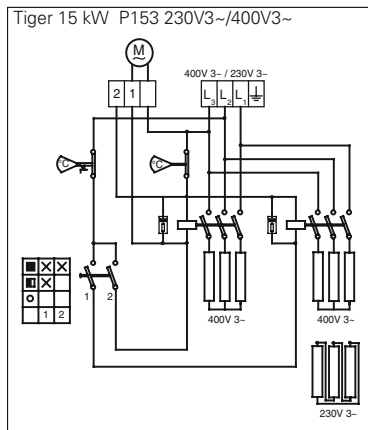 Tiger 15 kW P153 230V3~/400V3~
M
~
400V 3~ / 230V 3~
2 1
L3 L2 L1
°C
°C
1 2
400V 3~
400V 3~
1 2
230V 3~